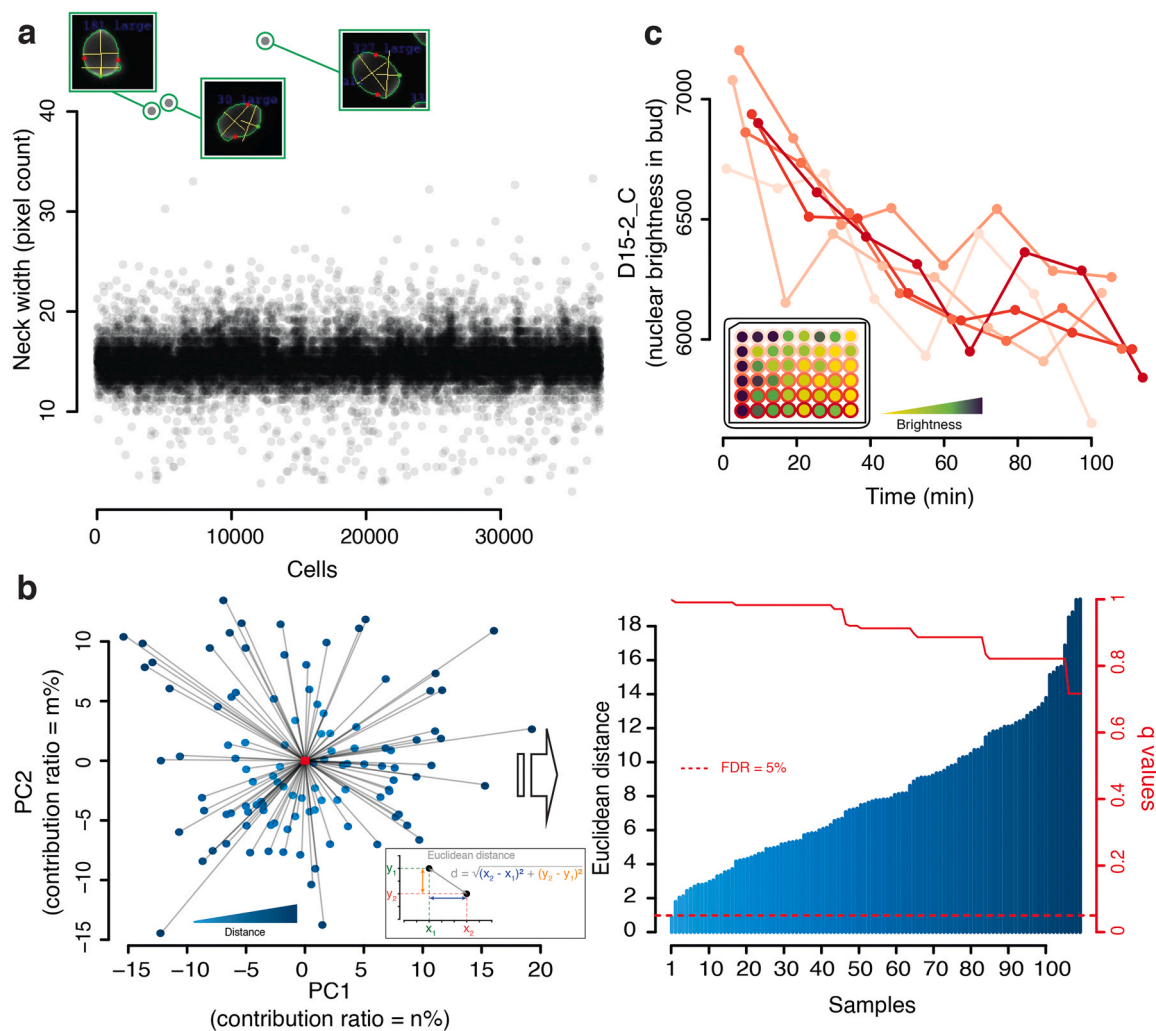 a
181 large
30 large
327 large
Neck width (pixel count)
40
30
20
10
0
10000
20000
30000
Cells
c
D15-2_C
(nuclear brightness in bud)
7000
6500
6000
Brightness
0
20
40
60
80
100
Time (min)
b
PC2
(contribution ratio = m%)
10
5
0
−5
−10
−15
Distance
Euclidean distance
d = √(x₂ - x₁)² + (y₂ - y₁)²
y₁
y₂
x₁
x₂
−15
−10
−5
0
5
10
15
20
PC1
(contribution ratio = n%)
Euclidean distance
18
16
14
12
10
8
6
4
2
0
FDR = 5%
1
0.8
0.6
0.4
0.2
0
q values
1
10
20
30
40
50
60
70
80
90
100
Samples